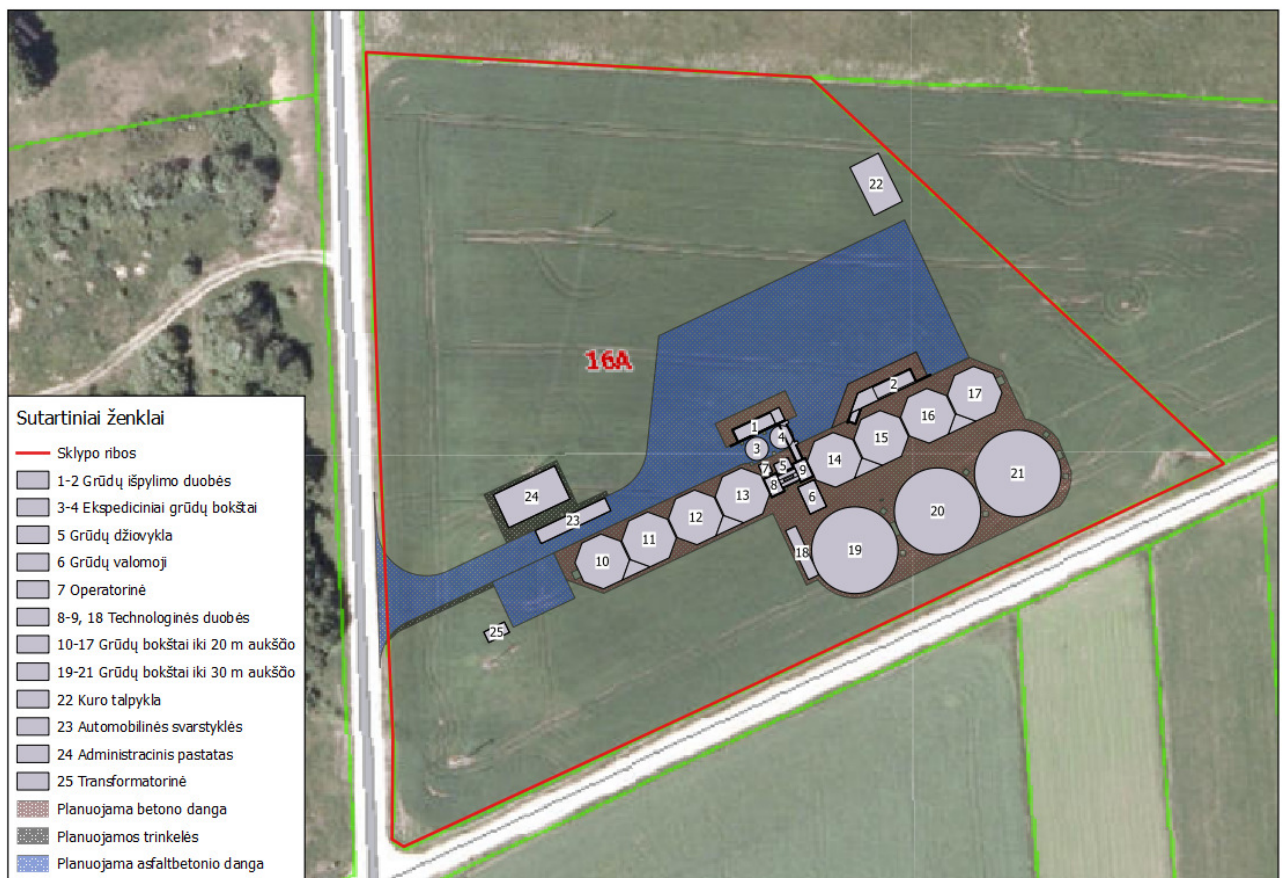 22
16A
2
17
1
16
4
3
15
14
5
7
9
21
24
8
13
6
23
12
20
11
18
19
10
25
Sutartiniai ženklai
Sklypo ribos
1-2 Grūdų išpylimo duobės
3-4 Ekspediciniai grūdų bokštai
5 Grūdų džiovykla
6 Grūdų valomoji
7 Operatorinė
8-9, 18 Technologinės duobės
10-17 Grūdų bokštai iki 20 m aukščio
19-21 Grūdų bokštai iki 30 m aukščio
22 Kuro talpykla
23 Automobilinės svarstyklės
24 Administracinis pastatas
25 Transformatorinė
Planuojama betono danga
Planuojamos trinkelės
Planuojama asfaltbetonio danga